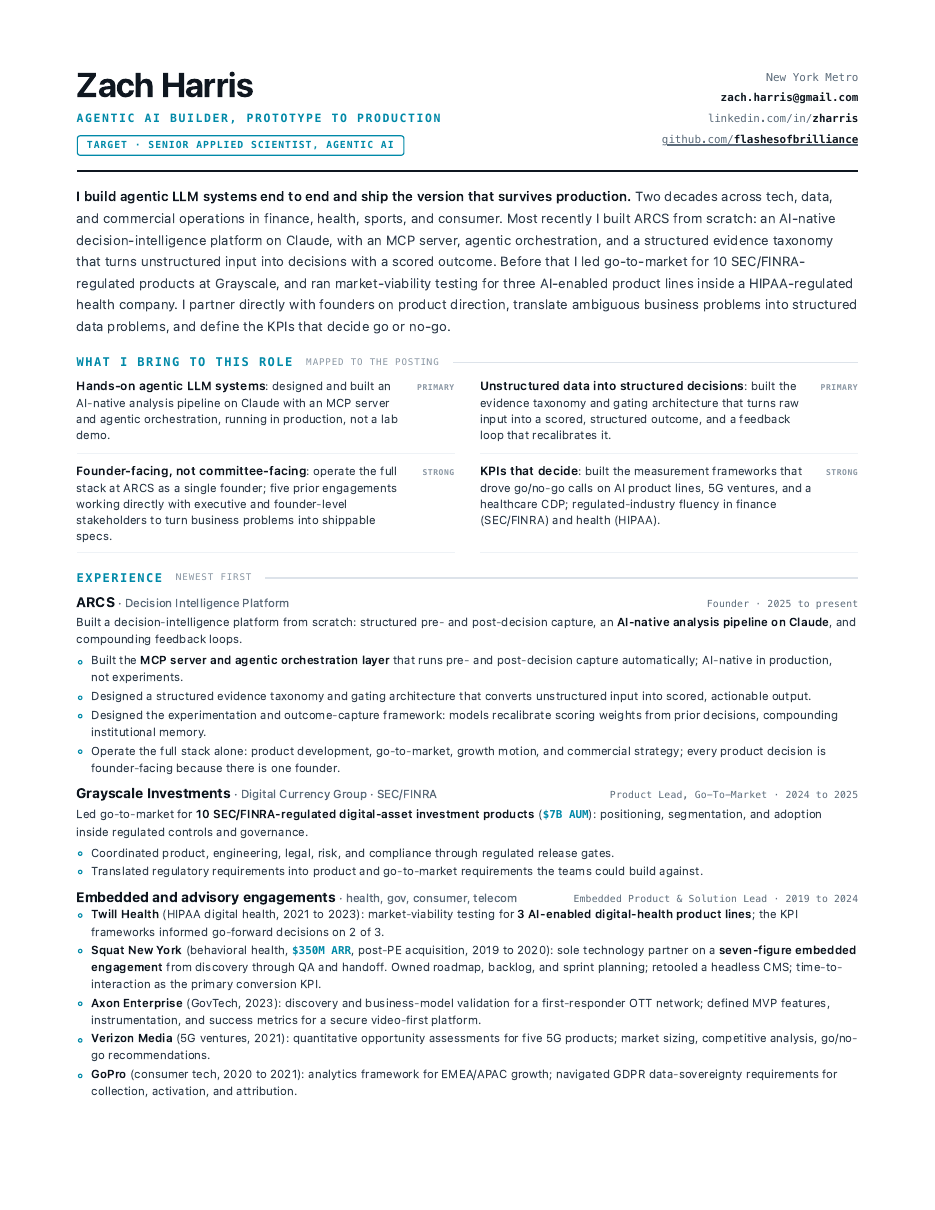 Zach Harris
New York Metro
zach.harris@gmail.com
AGENTIC AI BUILDER, PROTOTYPE TO PRODUCTION
linkedin.com/in/zharris
TARGET · SENIOR APPLIED SCIENTIST, AGENTIC AI
github.com/flashesofbrilliance
I build agentic LLM systems end to end and ship the version that survives production. Two decades across tech, data,
and commercial operations in finance, health, sports, and consumer. Most recently I built ARCS from scratch: an AI-native
decision-intelligence platform on Claude, with an MCP server, agentic orchestration, and a structured evidence taxonomy
that turns unstructured input into decisions with a scored outcome. Before that I led go-to-market for 10 SEC/FINRA-
regulated products at Grayscale, and ran market-viability testing for three AI-enabled product lines inside a HIPAA-regulated
health company. I partner directly with founders on product direction, translate ambiguous business problems into structured
data problems, and define the KPIs that decide go or no-go.
WHAT I BRING TO THIS ROLE MAPPED TO THE POSTING
Hands-on agentic LLM systems: designed and built an PRIMARY
AI-native analysis pipeline on Claude with an MCP server
and agentic orchestration, running in production, not a lab
demo.
Unstructured data into structured decisions: built the PRIMARY
evidence taxonomy and gating architecture that turns raw
input into a scored, structured outcome, and a feedback
loop that recalibrates it.
Founder-facing, not committee-facing: operate the full STRONG
stack at ARCS as a single founder; five prior engagements
working directly with executive and founder-level
stakeholders to turn business problems into shippable
specs.
KPIs that decide: built the measurement frameworks that STRONG
drove go/no-go calls on AI product lines, 5G ventures, and a
healthcare CDP; regulated-industry fluency in finance
(SEC/FINRA) and health (HIPAA).
EXPERIENCE NEWEST FIRST
ARCS · Decision Intelligence Platform Founder · 2025 to present
Built a decision-intelligence platform from scratch: structured pre- and post-decision capture, an AI-native analysis pipeline on Claude, and
compounding feedback loops.
Built the MCP server and agentic orchestration layer that runs pre- and post-decision capture automatically; AI-native in production,
not experiments.
Designed a structured evidence taxonomy and gating architecture that converts unstructured input into scored, actionable output.
Designed the experimentation and outcome-capture framework: models recalibrate scoring weights from prior decisions, compounding
institutional memory.
Operate the full stack alone: product development, go-to-market, growth motion, and commercial strategy; every product decision is
founder-facing because there is one founder.
Grayscale Investments · Digital Currency Group · SEC/FINRA Product Lead, Go-To-Market · 2024 to 2025
Led go-to-market for 10 SEC/FINRA-regulated digital-asset investment products ($7B AUM): positioning, segmentation, and adoption
inside regulated controls and governance.
Coordinated product, engineering, legal, risk, and compliance through regulated release gates.
Translated regulatory requirements into product and go-to-market requirements the teams could build against.
Embedded and advisory engagements · health, gov, consumer, telecom Embedded Product & Solution Lead · 2019 to 2024
Twill Health (HIPAA digital health, 2021 to 2023): market-viability testing for 3 AI-enabled digital-health product lines; the KPI
frameworks informed go-forward decisions on 2 of 3.
Squat New York (behavioral health, $350M ARR, post-PE acquisition, 2019 to 2020): sole technology partner on a seven-figure embedded
engagement from discovery through QA and handoff. Owned roadmap, backlog, and sprint planning; retooled a headless CMS; time-to-
interaction as the primary conversion KPI.
Axon Enterprise (GovTech, 2023): discovery and business-model validation for a first-responder OTT network; defined MVP features,
instrumentation, and success metrics for a secure video-first platform.
Verizon Media (5G ventures, 2021): quantitative opportunity assessments for five 5G products; market sizing, competitive analysis, go/no-
go recommendations.
GoPro (consumer tech, 2020 to 2021): analytics framework for EMEA/APAC growth; navigated GDPR data-sovereignty requirements for
collection, activation, and attribution.